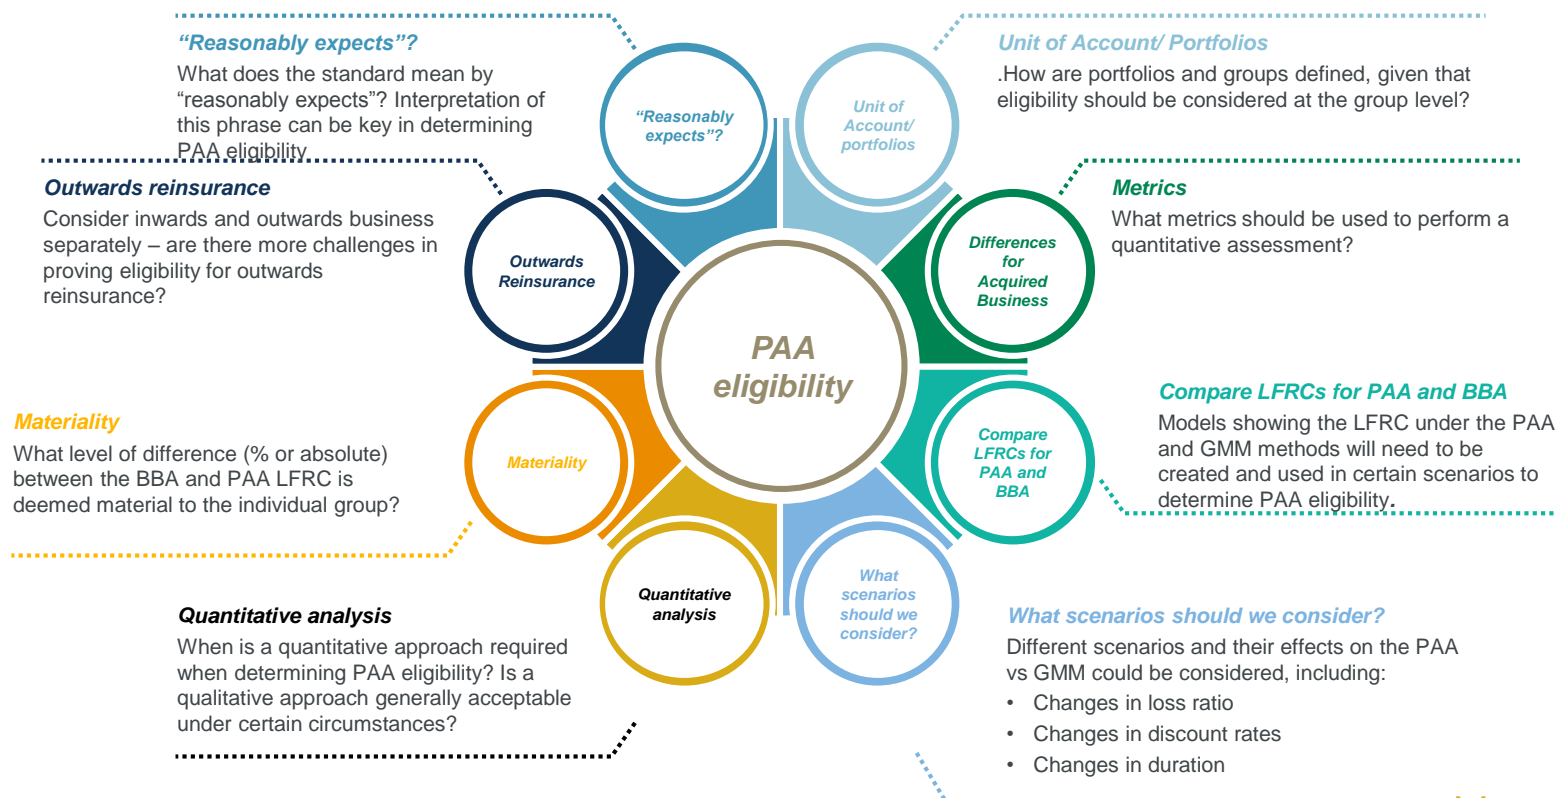 “Reasonably expects”?
What does the standard mean by
“reasonably expects”? Interpretation of
this phrase can be key in determining
PAA eligibility
Unit of Account/ Portfolios
.How are portfolios and groups defined, given that
eligibility should be considered at the group level?
Outwards reinsurance
Consider inwards and outwards business
separately – are there more challenges in
proving eligibility for outwards
reinsurance?
Metrics
What metrics should be used to perform a
quantitative assessment?
“Reasonably
expects”?
Unit of
Account/
portfolios
Outwards
Reinsurance
Differences
for
Acquired
Business
PAA
eligibility
Materiality
Compare
LFRCs for
PAA and
BBA
Quantitative
analysis
What
scenarios
should we
consider?
Materiality
What level of difference (% or absolute)
between the BBA and PAA LFRC is
deemed material to the individual group?
Compare LFRCs for PAA and BBA
Models showing the LFRC under the PAA
and GMM methods will need to be
created and used in certain scenarios to
determine PAA eligibility.
Quantitative analysis
When is a quantitative approach required
when determining PAA eligibility? Is a
qualitative approach generally acceptable
under certain circumstances?
What scenarios should we consider?
Different scenarios and their effects on the PAA
vs GMM could be considered, including:
• Changes in loss ratio
• Changes in discount rates
• Changes in duration